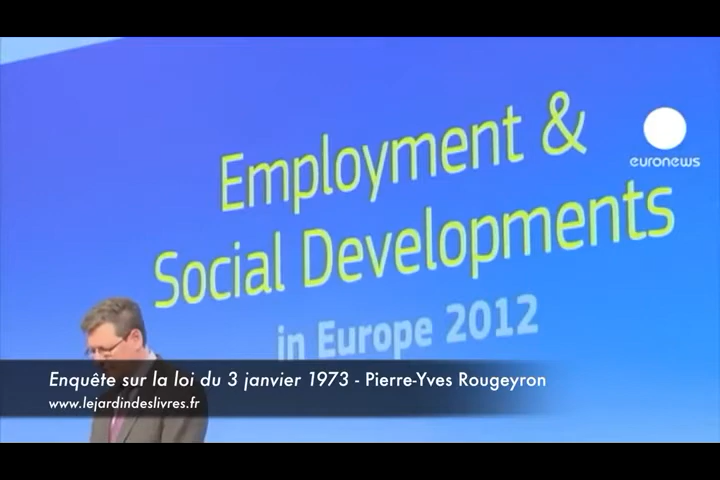 Employment &
Social Developments
in Europe 2012
euronews
Enquête sur la loi du 3 janvier 1973 - Pierre-Yves Rougeyron
www.lejardindeslivres.fr